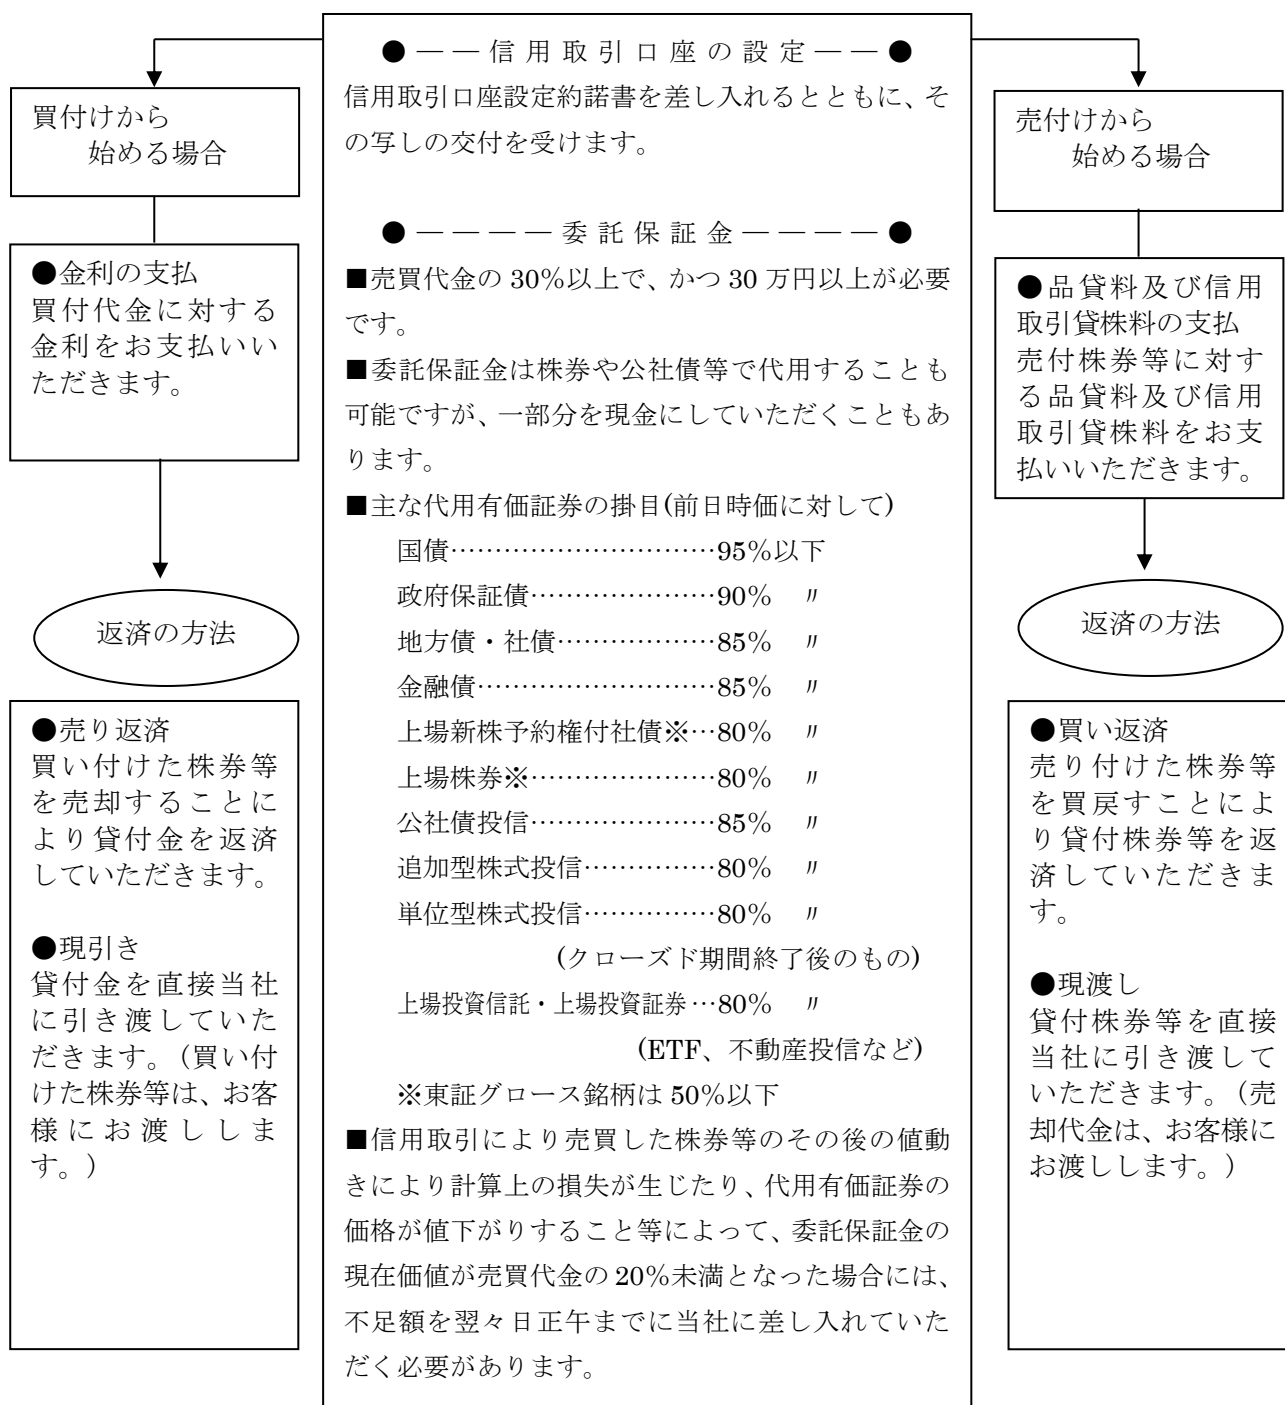 ●――信用取引口座の設定――●
信用取引口座設定約諾書を差し入れるとともに、そ
の写しの交付を受けます。
●――――委託保証金――――●
■売買代金の 30%以上で、かつ 30 万円以上が必要
です。
■委託保証金は株券や公社債等で代用することも
可能ですが、一部分を現金にしていただくこともあ
ります。
■主な代用有価証券の掛目(前日時価に対して)
国債…………………………95%以下
政府保証債…………………90% 〃
地方債・社債………………85% 〃
金融債………………………85% 〃
上場新株予約権付社債※…80% 〃
上場株券※…………………80% 〃
公社債投信…………………85% 〃
追加型株式投信……………80% 〃
単位型株式投信……………80% 〃
(クローズド期間終了後のもの)
上場投資信託・上場投資証券…80% 〃
(ETF、不動産投信など)
※東証グロース銘柄は 50%以下
■信用取引により売買した株券等のその後の値動
きにより計算上の損失が生じたり、代用有価証券の
価格が値下がりすること等によって、委託保証金の
現在価値が売買代金の 20%未満となった場合には、
不足額を翌々日正午までに当社に差し入れていた
だく必要があります。
買付けから
始める場合
●金利の支払
買付代金に対する
金利をお支払いい
ただきます。
返済の方法
●売り返済
買い付けた株券等
を売却することに
より貸付金を返済
していただきます。
●現引き
貸付金を直接当社
に引き渡していた
だきます。(買い付
けた株券等は、お客
様にお渡ししま
す。)
売付けから
始める場合
●品貸料及び信用
取引貸株料の支払
売付株券等に対す
る品貸料及び信用
取引貸株料をお支
払いいただきます。
返済の方法
●買い返済
売り付けた株券等
を買戻すことによ
り貸付株券等を返
済していただきま
す。
●現渡し
貸付株券等を直接
当社に引き渡して
いただきます。(売
却代金は、お客様に
お渡しします。)